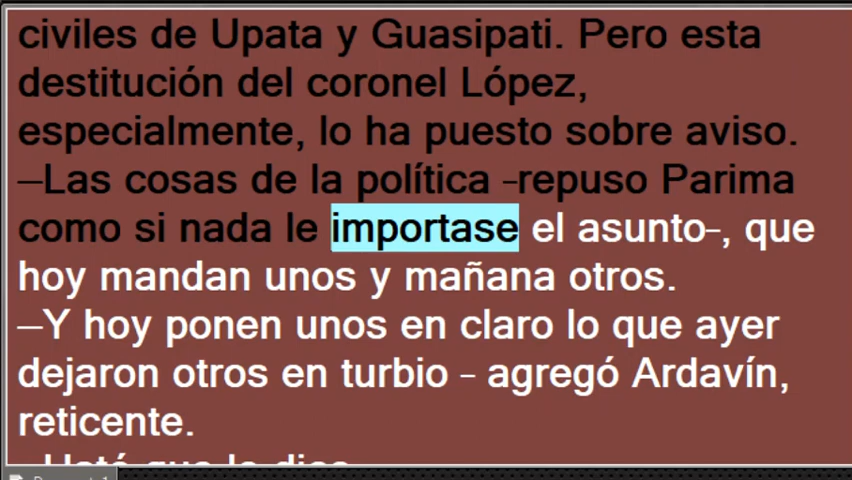 civiles de Upata y Guasipati. Pero esta
destitución del coronel López,
especialmente, lo ha puesto sobre aviso.
—Las cosas de la política -repuso Parima
como si nada le importase el asunto-, que
hoy mandan unos y mañana otros.
—Y hoy ponen unos en claro lo que ayer
dejaron otros en turbio - agregó Ardavín,
reticente.